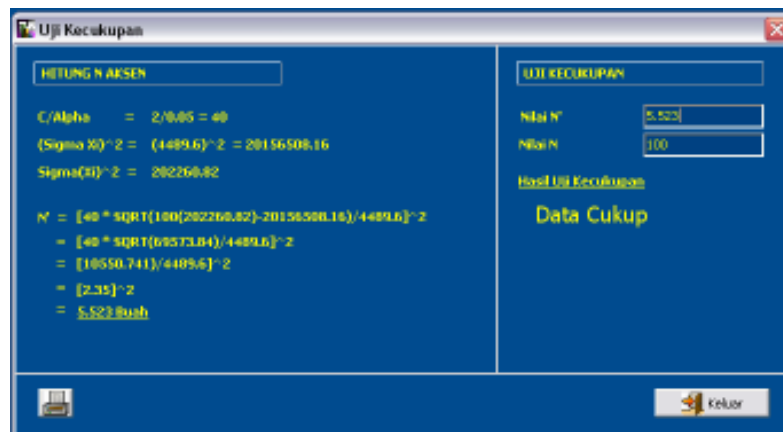 Uji Kecukupan
HITUNG N AKSEN
C/Alpha = 2/0.05 = 40
(Sigma Xi)^2 = (4489.6)^2 = 20156508.16
Sigma(Xi)^2 = 202260.82
N' = [40 * SQRT(100(202260.82)-20156508.16)/4489.6]^2
= [40 * SQRT(69573.84)/4489.6]^2
= [10550.741)/4489.6]^2
= [2.35]^2
= 5.523 Buah
UJI KECUKUPAN
Nilai N' 5.523
Nilai N 100
Hasil Uji Kecukupan
Data Cukup
Keluar